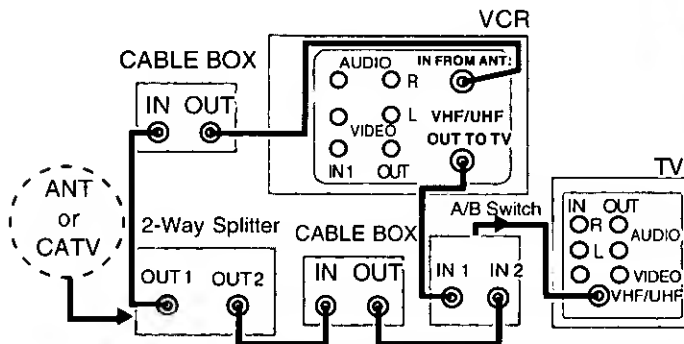 VCR
CABLE BOX
AUDIO
IN FROM ANT.
R
IN OUT
L
VHF/UHF
VIDEO
OUT TO TV
IN1 OUT
TV
ANT
or
CATV
A/B Switch
IN OUT
R
AUDIO
L
VIDEO
VHF/UHF
2-Way Splitter
CABLE BOX
OUT 1 OUT 2
IN OUT
IN 1 IN 2